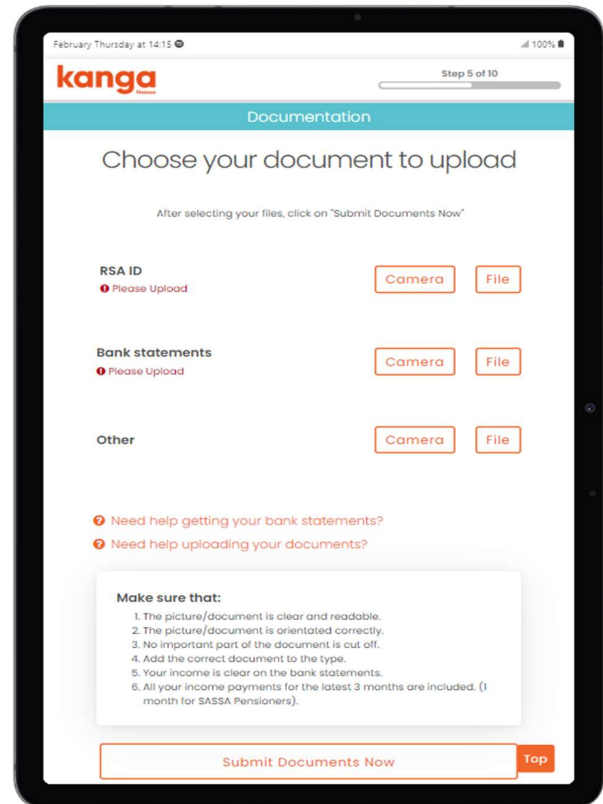 February Thursday at 14:15
100%
kanga
Finance
Step 5 of 10
Documentation
Choose your document to upload
After selecting your files, click on "Submit Documents Now"
RSA ID
Please Upload
Camera
File
Bank statements
Please Upload
Camera
File
Other
Camera
File
Need help getting your bank statements?
Need help uploading your documents?
Make sure that:
1. The picture/document is clear and readable.
2. The picture/document is orientated correctly.
3. No important part of the document is cut off.
4. Add the correct document to the type.
5. Your income is clear on the bank statements.
6. All your income payments for the latest 3 months are included. (1
month for SASSA Pensioners).
Submit Documents Now
Top